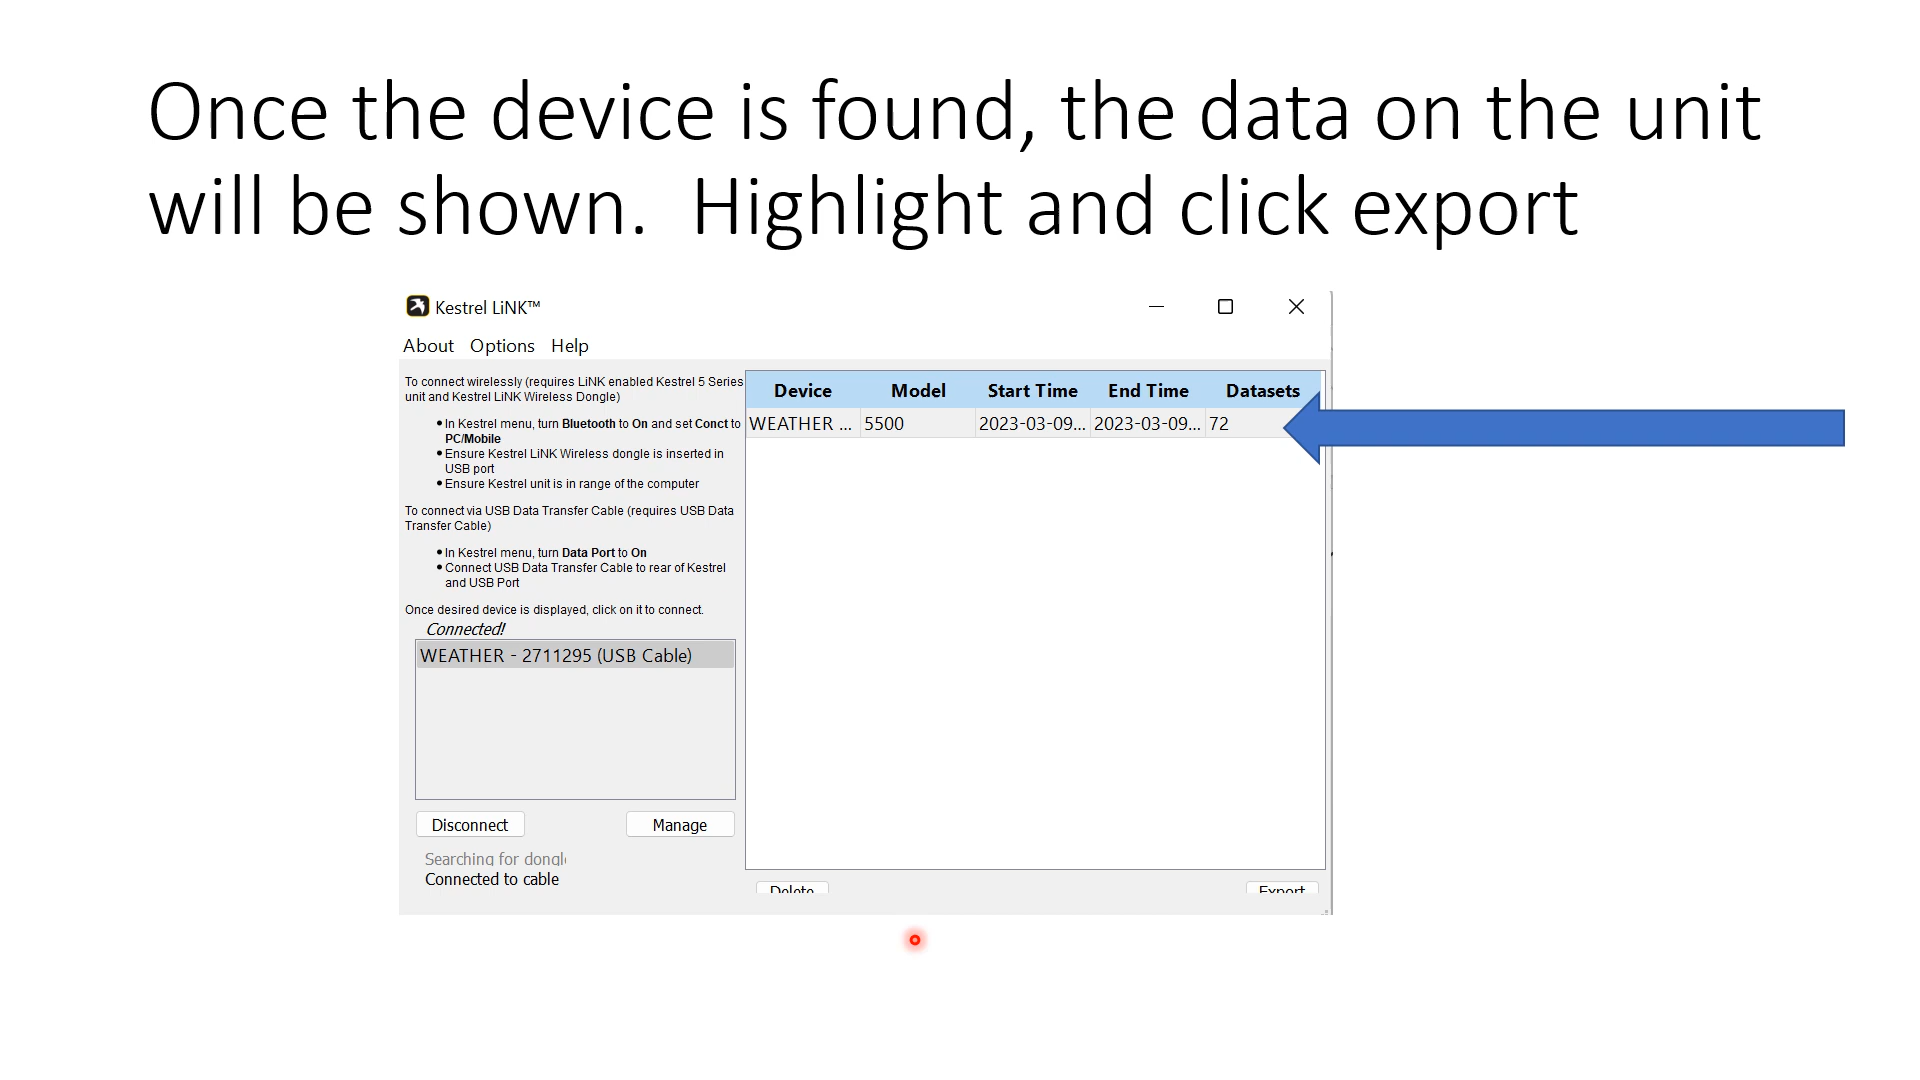 Once the device is found, the data on the unit
will be shown.  Highlight and click export
Kestrel LiNK™
About Options Help
To connect wirelessly (requires LiNK enabled Kestrel 5 Series
unit and Kestrel LiNK Wireless Dongle)
• In Kestrel menu, turn Bluetooth to On and set Conct to
PC/Mobile
• Ensure Kestrel LiNK Wireless dongle is inserted in
USB port
• Ensure Kestrel unit is in range of the computer
To connect via USB Data Transfer Cable (requires USB Data
Transfer Cable)
• In Kestrel menu, turn Data Port to On
• Connect USB Data Transfer Cable to rear of Kestrel
and USB Port
Once desired device is displayed, click on it to connect.
Connected!
WEATHER - 2711295 (USB Cable)
Disconnect Manage
Searching for dongle
Connected to cable
Device Model Start Time End Time Datasets
WEATHER ... 5500 2023-03-09... 2023-03-09... 72
Delete Export